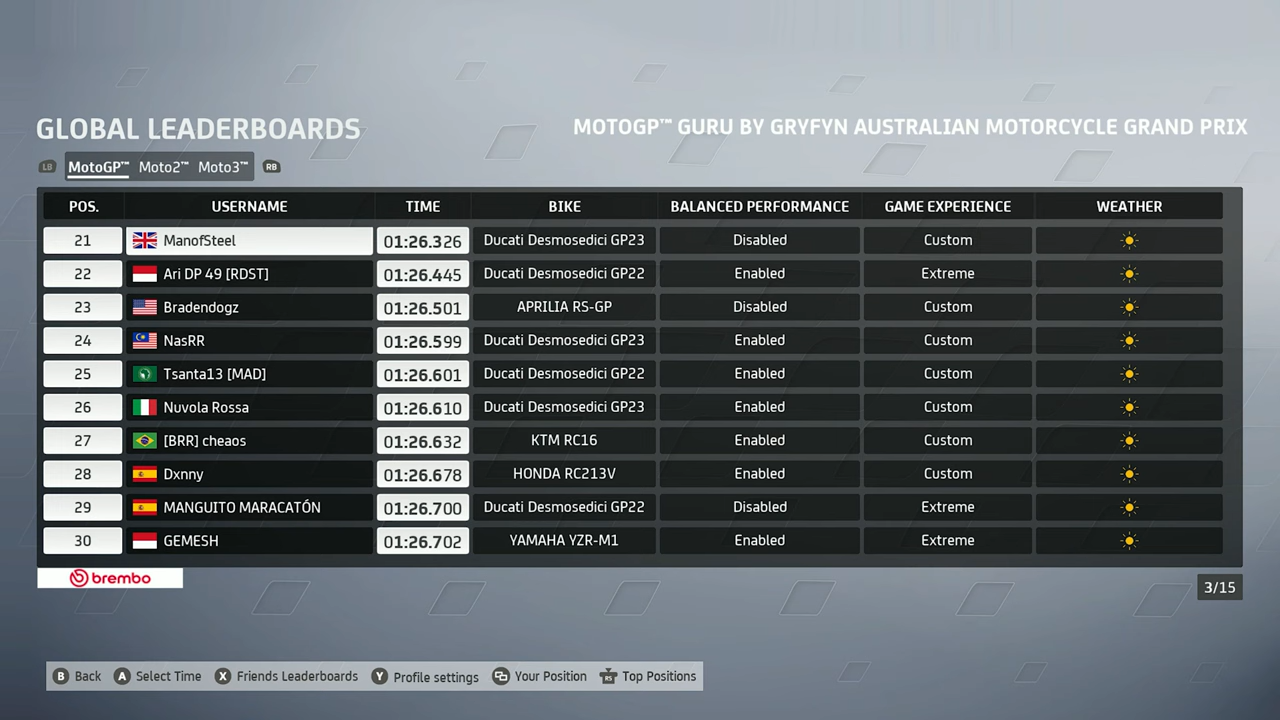 GLOBAL LEADERBOARDS
MOTOGP™ GURU BY GRYFYN AUSTRALIAN MOTORCYCLE GRAND PRIX
LB MotoGP™ Moto2™ Moto3™ RB
POS. USERNAME TIME BIKE BALANCED PERFORMANCE GAME EXPERIENCE WEATHER
21 ManofSteel 01:26.326 Ducati Desmosedici GP23 Disabled Custom
22 Ari DP 49 [RDST] 01:26.445 Ducati Desmosedici GP22 Enabled Extreme
23 Bradendogz 01:26.501 APRILIA RS-GP Disabled Custom
24 NasRR 01:26.599 Ducati Desmosedici GP23 Enabled Custom
25 Tsanta13 [MAD] 01:26.601 Ducati Desmosedici GP22 Enabled Custom
26 Nuvola Rossa 01:26.610 Ducati Desmosedici GP23 Enabled Custom
27 [BRR] cheaos 01:26.632 KTM RC16 Enabled Custom
28 Dxnny 01:26.678 HONDA RC213V Enabled Custom
29 MANGUITO MARACATÓN 01:26.700 Ducati Desmosedici GP22 Disabled Extreme
30 GEMESH 01:26.702 YAMAHA YZR-M1 Enabled Extreme
brembo
3/15
B Back A Select Time X Friends Leaderboards Y Profile settings Your Position RS Top Positions